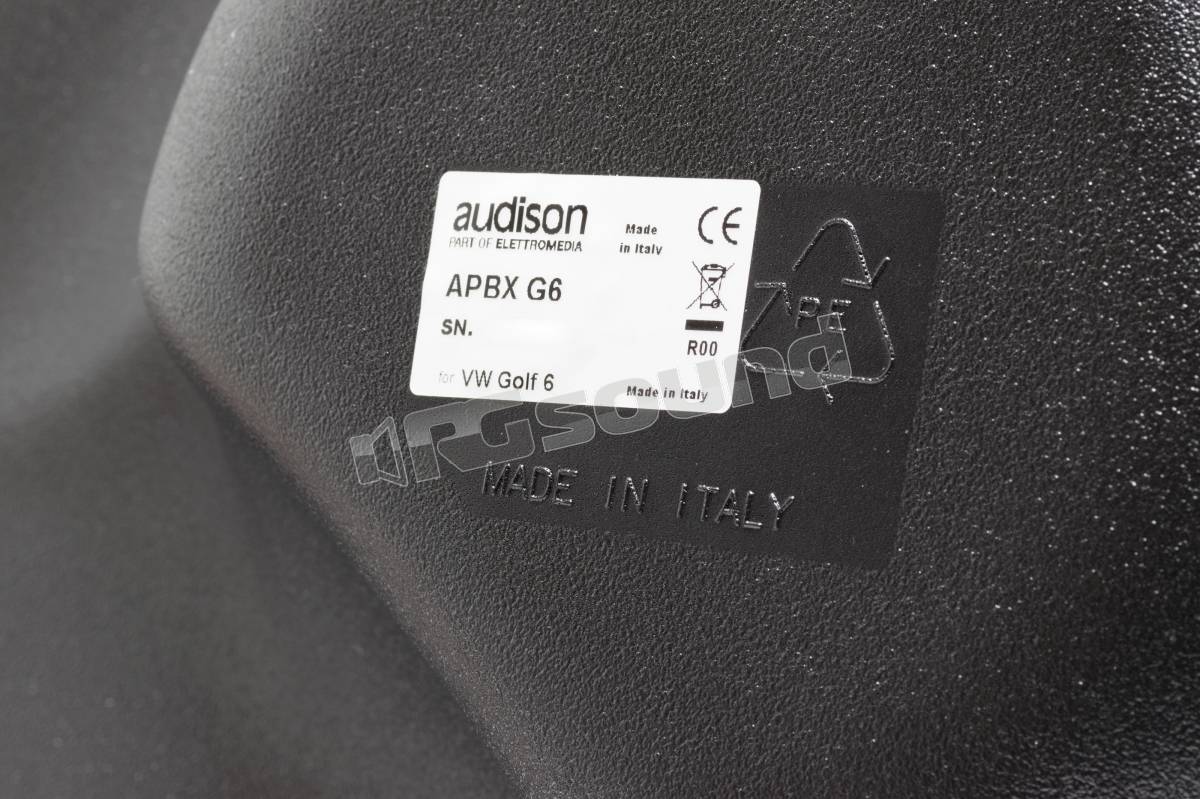 audison
PART OF ELETTROMEDIA
Made
in Italy
CE
APBX G6
SN.
R00
for VW Golf 6
Made in Italy
PE
RGsound
MADE IN ITALY